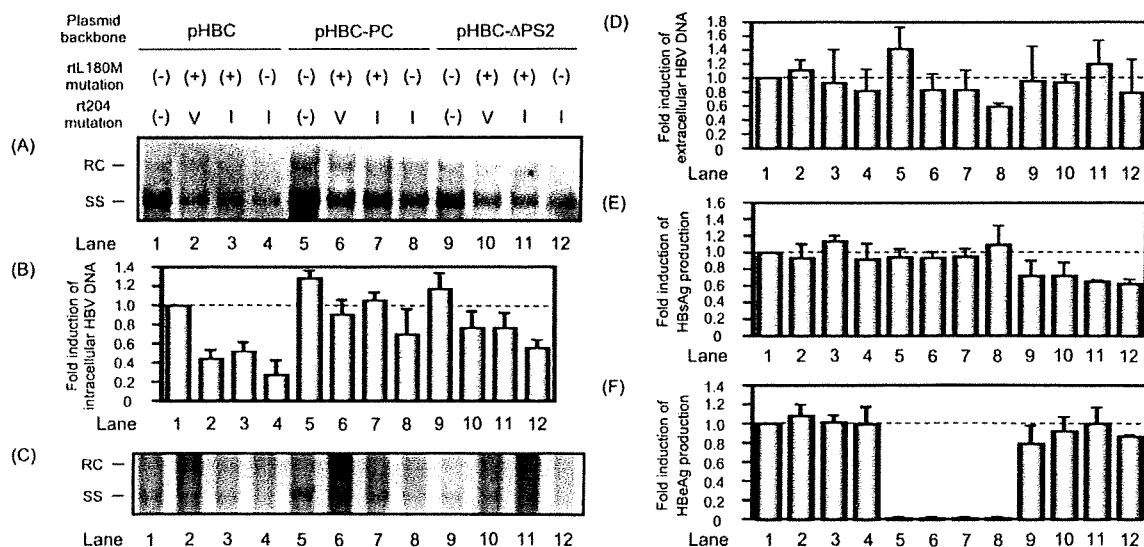 Plasmid
backbone
pHBC pHBC-PC pHBC-ΔPS2
rtL180M
mutation
(-) (+) (+) (-) (-) (+) (+) (-) (-) (+) (+) (-)
rt204
mutation
(-) V I I (-) V I I (-) V I I
(A)
RC
SS
Lane 1 2 3 4 5 6 7 8 9 10 11 12
(B)
Fold induction of
intracellular HBV DNA
1.4
1.2
1.0
0.8
0.6
0.4
0.2
0
Lane 1 2 3 4 5 6 7 8 9 10 11 12
(C)
RC
SS
Lane 1 2 3 4 5 6 7 8 9 10 11 12
(D)
Fold induction of
extracellular HBV DNA
1.8
1.6
1.4
1.2
1.0
0.8
0.6
0.4
0.2
0
Lane 1 2 3 4 5 6 7 8 9 10 11 12
(E)
Fold induction of
HBsAg production
1.6
1.4
1.2
1.0
0.8
0.6
0.4
0.2
0
Lane 1 2 3 4 5 6 7 8 9 10 11 12
(F)
Fold induction of
HBeAg production
1.4
1.2
1.0
0.8
0.6
0.4
0.2
0
Lane 1 2 3 4 5 6 7 8 9 10 11 12